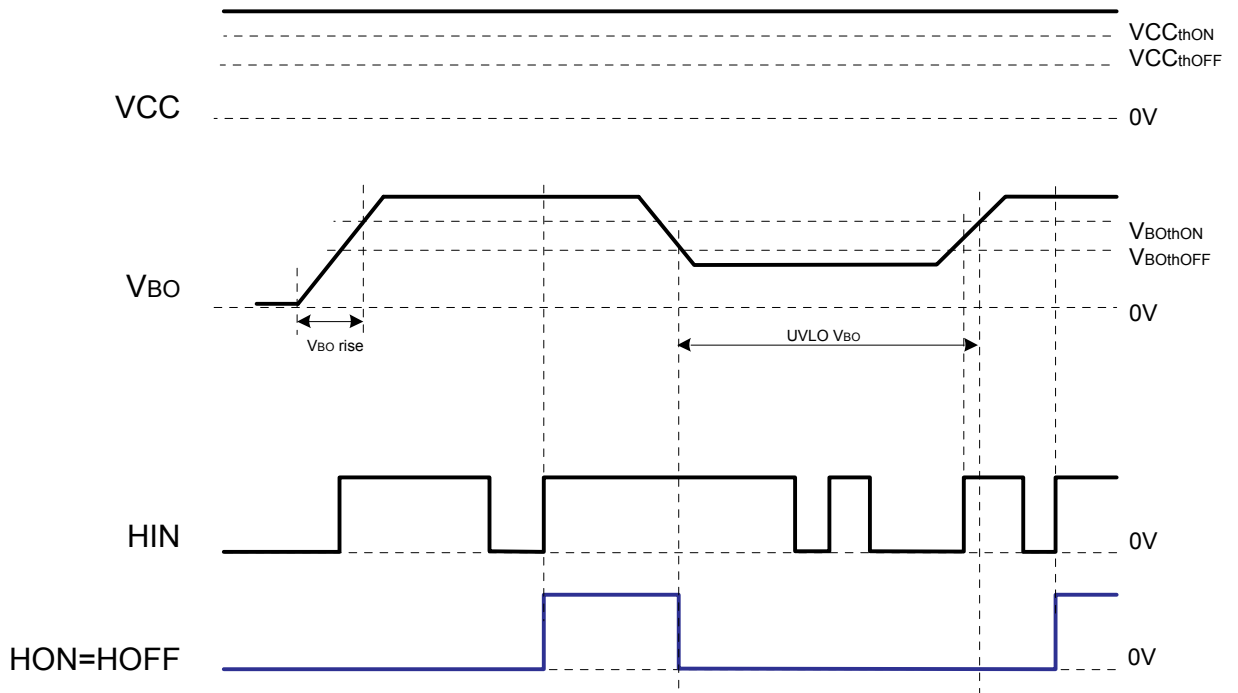 VCCthON
VCCthOFF
VCC
0V
VBOthON
VBOthOFF
VBO
0V
VBO rise
UVLO VBO
HIN
0V
HON=HOFF
0V